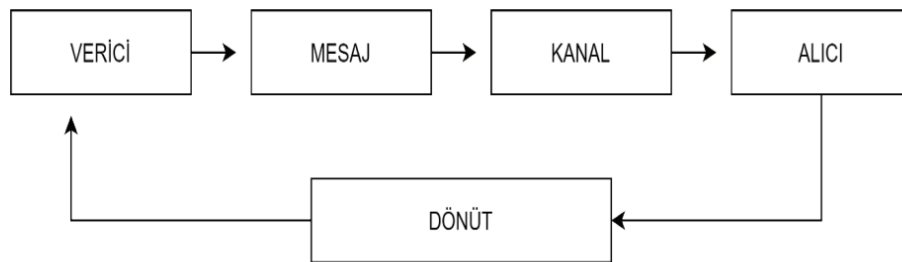 VERİCİ
MESAJ
KANAL
ALICI
DÖNÜT